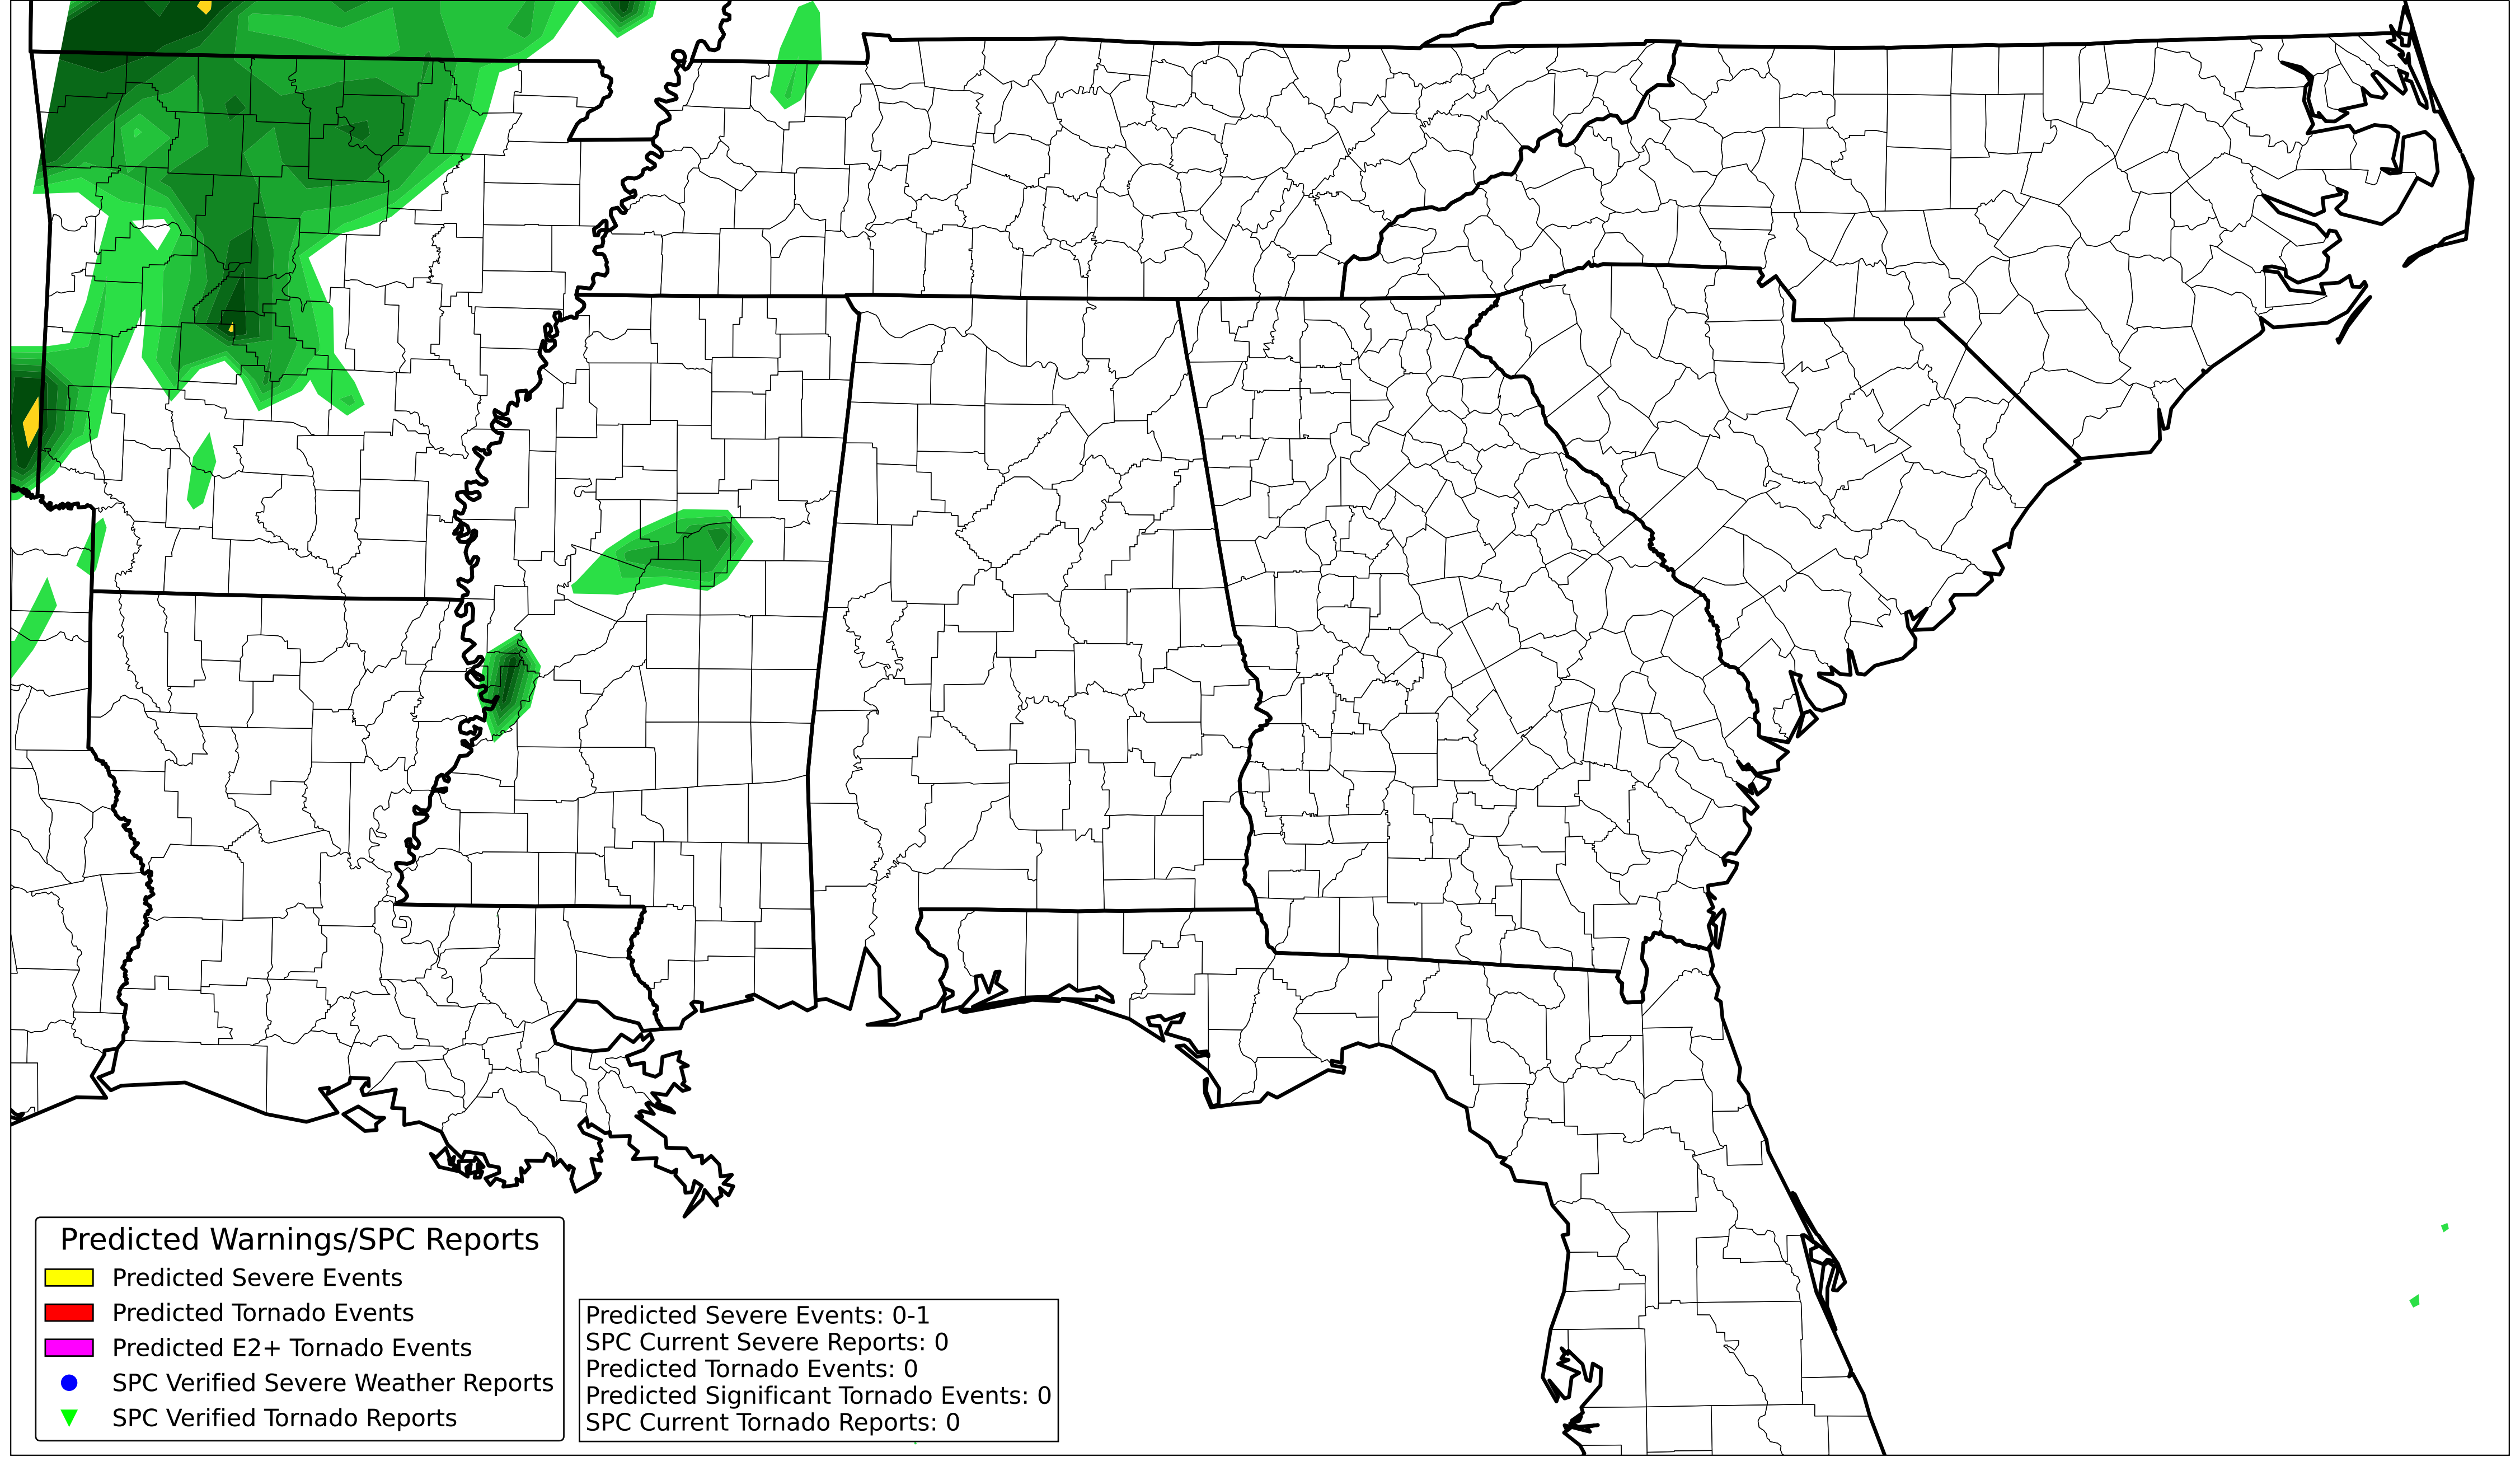 Predicted Warnings/SPC Reports
Predicted Severe Events
Predicted Tornado Events
Predicted E2+ Tornado Events
SPC Verified Severe Weather Reports
SPC Verified Tornado Reports
Predicted Severe Events: 0-1
SPC Current Severe Reports: 0
Predicted Tornado Events: 0
Predicted Significant Tornado Events: 0
SPC Current Tornado Reports: 0